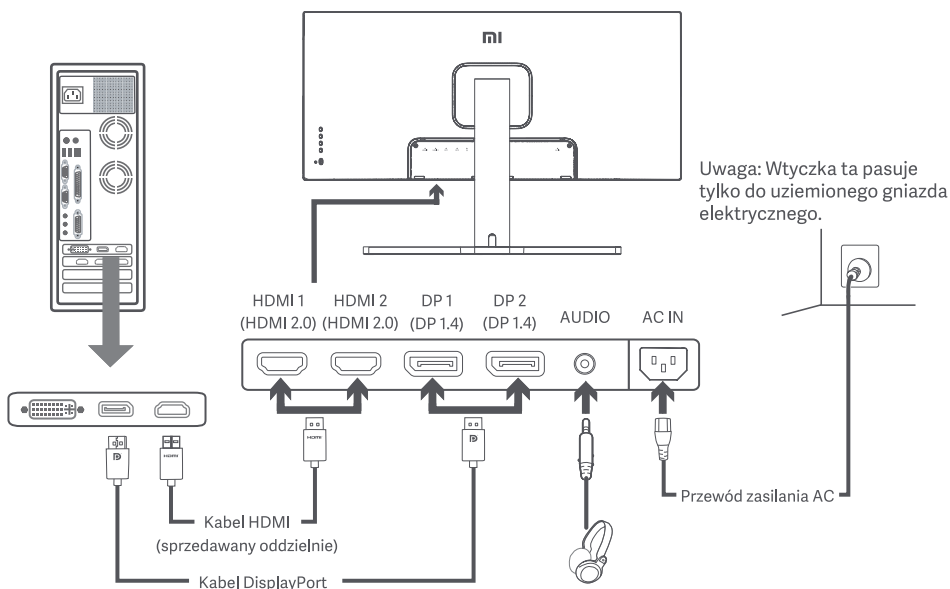 mi
Uwaga: Wtyczka ta pasuje
tylko do uziemionego gniazda
elektrycznego.
HDMI 1 HDMI 2 DP 1 DP 2 AUDIO AC IN
(HDMI 2.0) (HDMI 2.0) (DP 1.4) (DP 1.4)
HDMI
HDMI
Przewód zasilania AC
Kabel HDMI
(sprzedawany oddzielnie)
Kabel DisplayPort